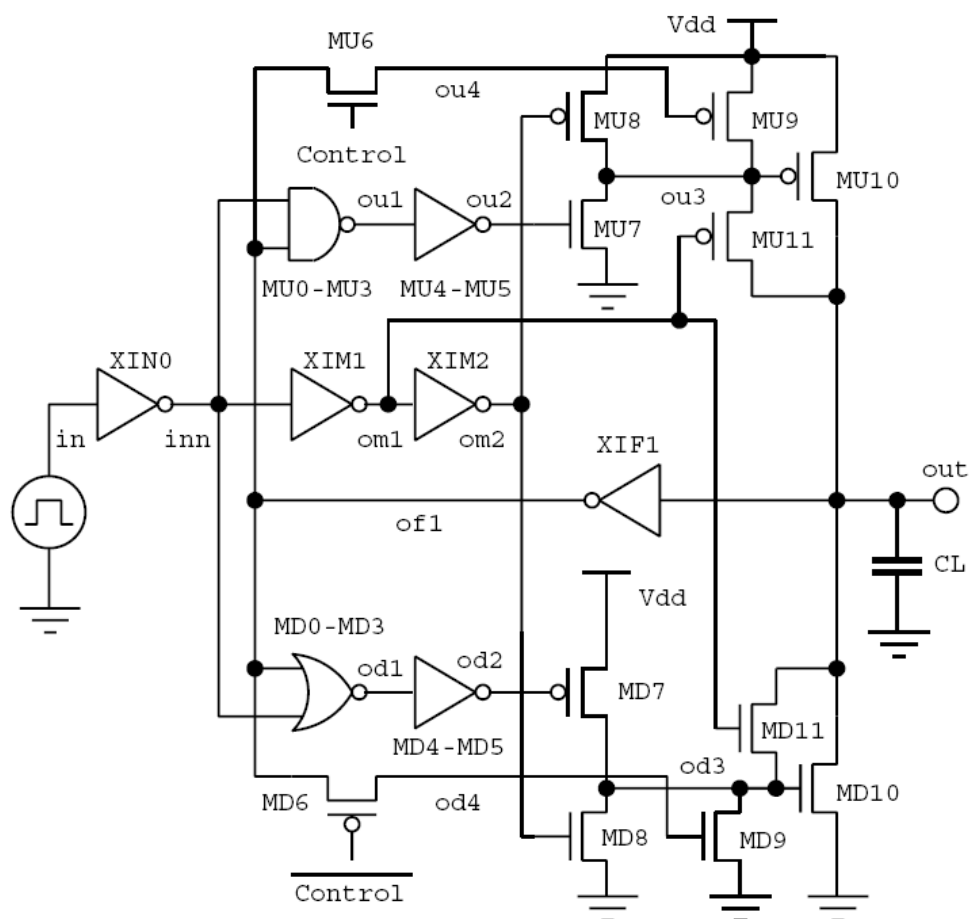 Vdd
MU6
ou4
MU8
MU9
Control
MU10
ou1
ou2
ou3
MU7
MU11
MU0-MU3
MU4-MU5
XIN0
XIM1
XIM2
in
inn
om1
om2
XIF1
out
of1
CL
Vdd
MD0-MD3
od1
od2
MD7
MD11
MD4-MD5
od3
MD6
od4
MD10
MD8
MD9
Control